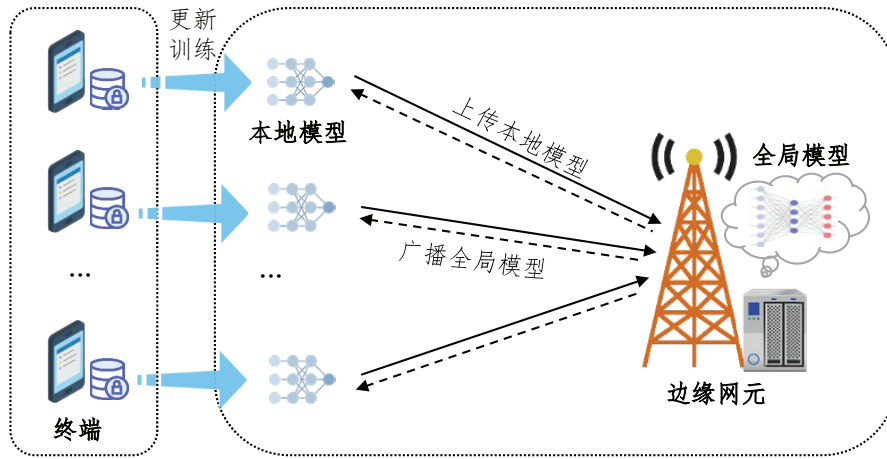 更新
训练
本地模型
上传本地模型
全局模型
广播全局模型
...
...
边缘网元
终端